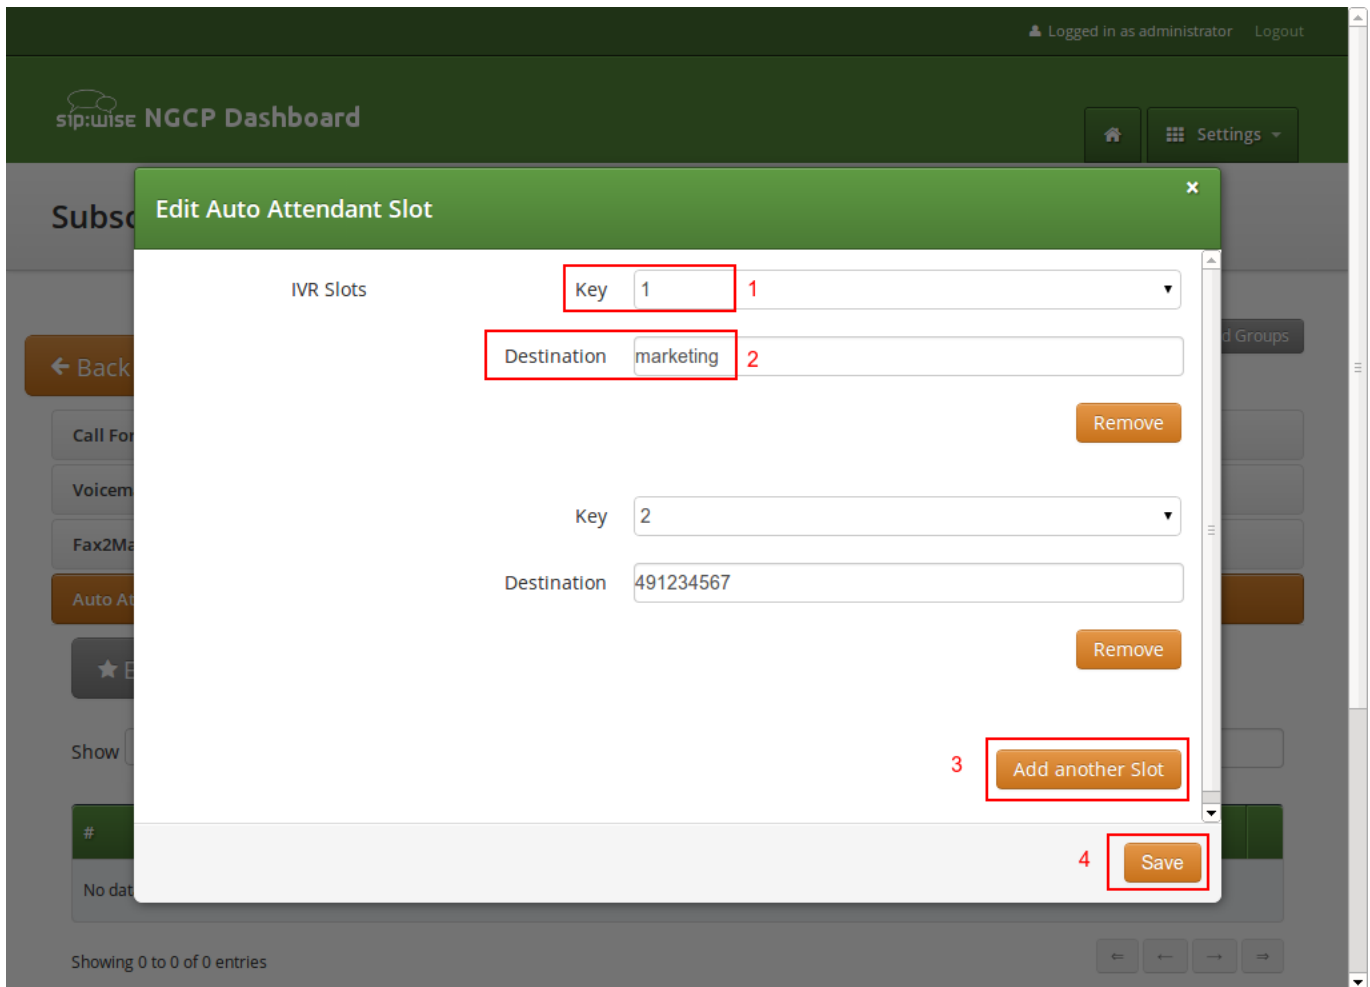 Logged in as administrator Logout
sip:wise NGCP Dashboard
Settings
Edit Auto Attendant Slot ×
IVR Slots Key 1 1
Destination marketing 2
Groups
Back
Remove
Call For
Voicem
Key 2
Fax2Ma
Destination 491234567
Auto At
Remove
E
Show
3 Add another Slot
#
4 Save
No dat
Showing 0 to 0 of 0 entries
⇐ ← → ⇒